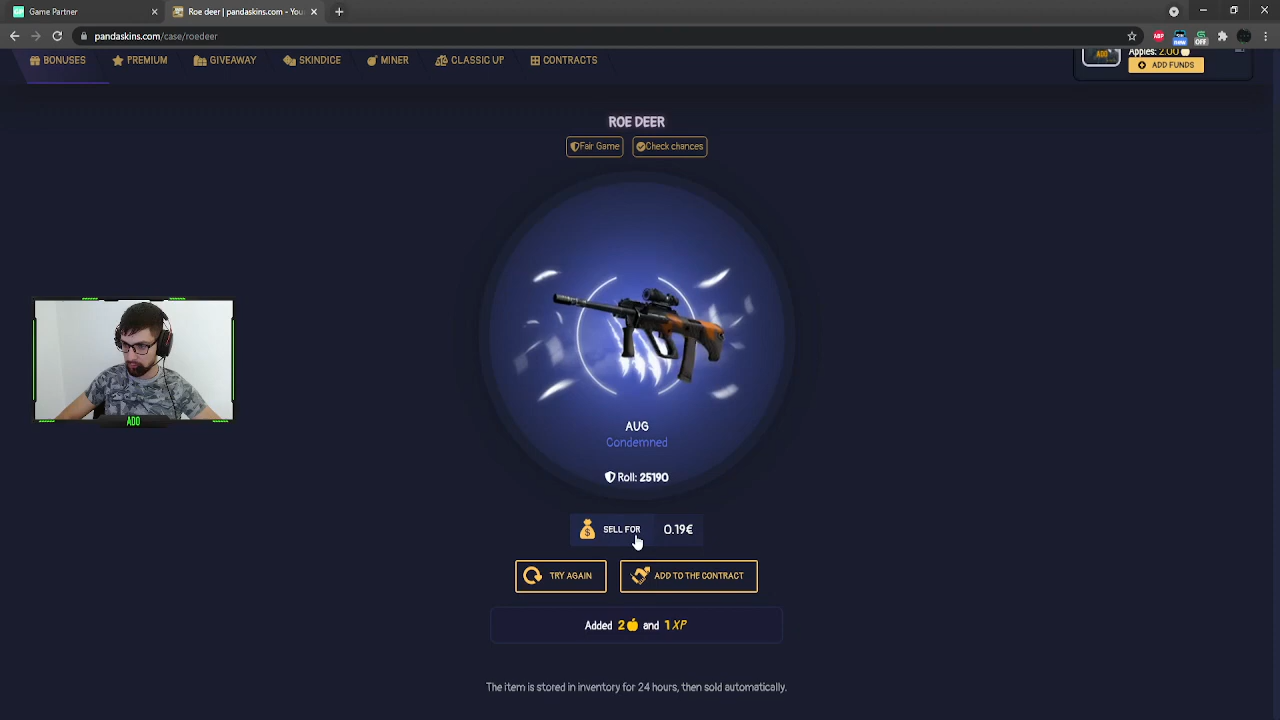 Game Partner
Roe deer | pandaskins.com - You
pandaskins.com/case/roedeer
BONUSES PREMIUM GIVEAWAY SKINDICE MINER CLASSIC UP CONTRACTS
Apples: 2.00
ADD FUNDS
ROE DEER
Fair Game Check chances
AUG
Condemned
Roll: 25190
SELL FOR 0.19€
TRY AGAIN ADD TO THE CONTRACT
Added 2 and 1 XP
The item is stored in inventory for 24 hours, then sold automatically.
ADO